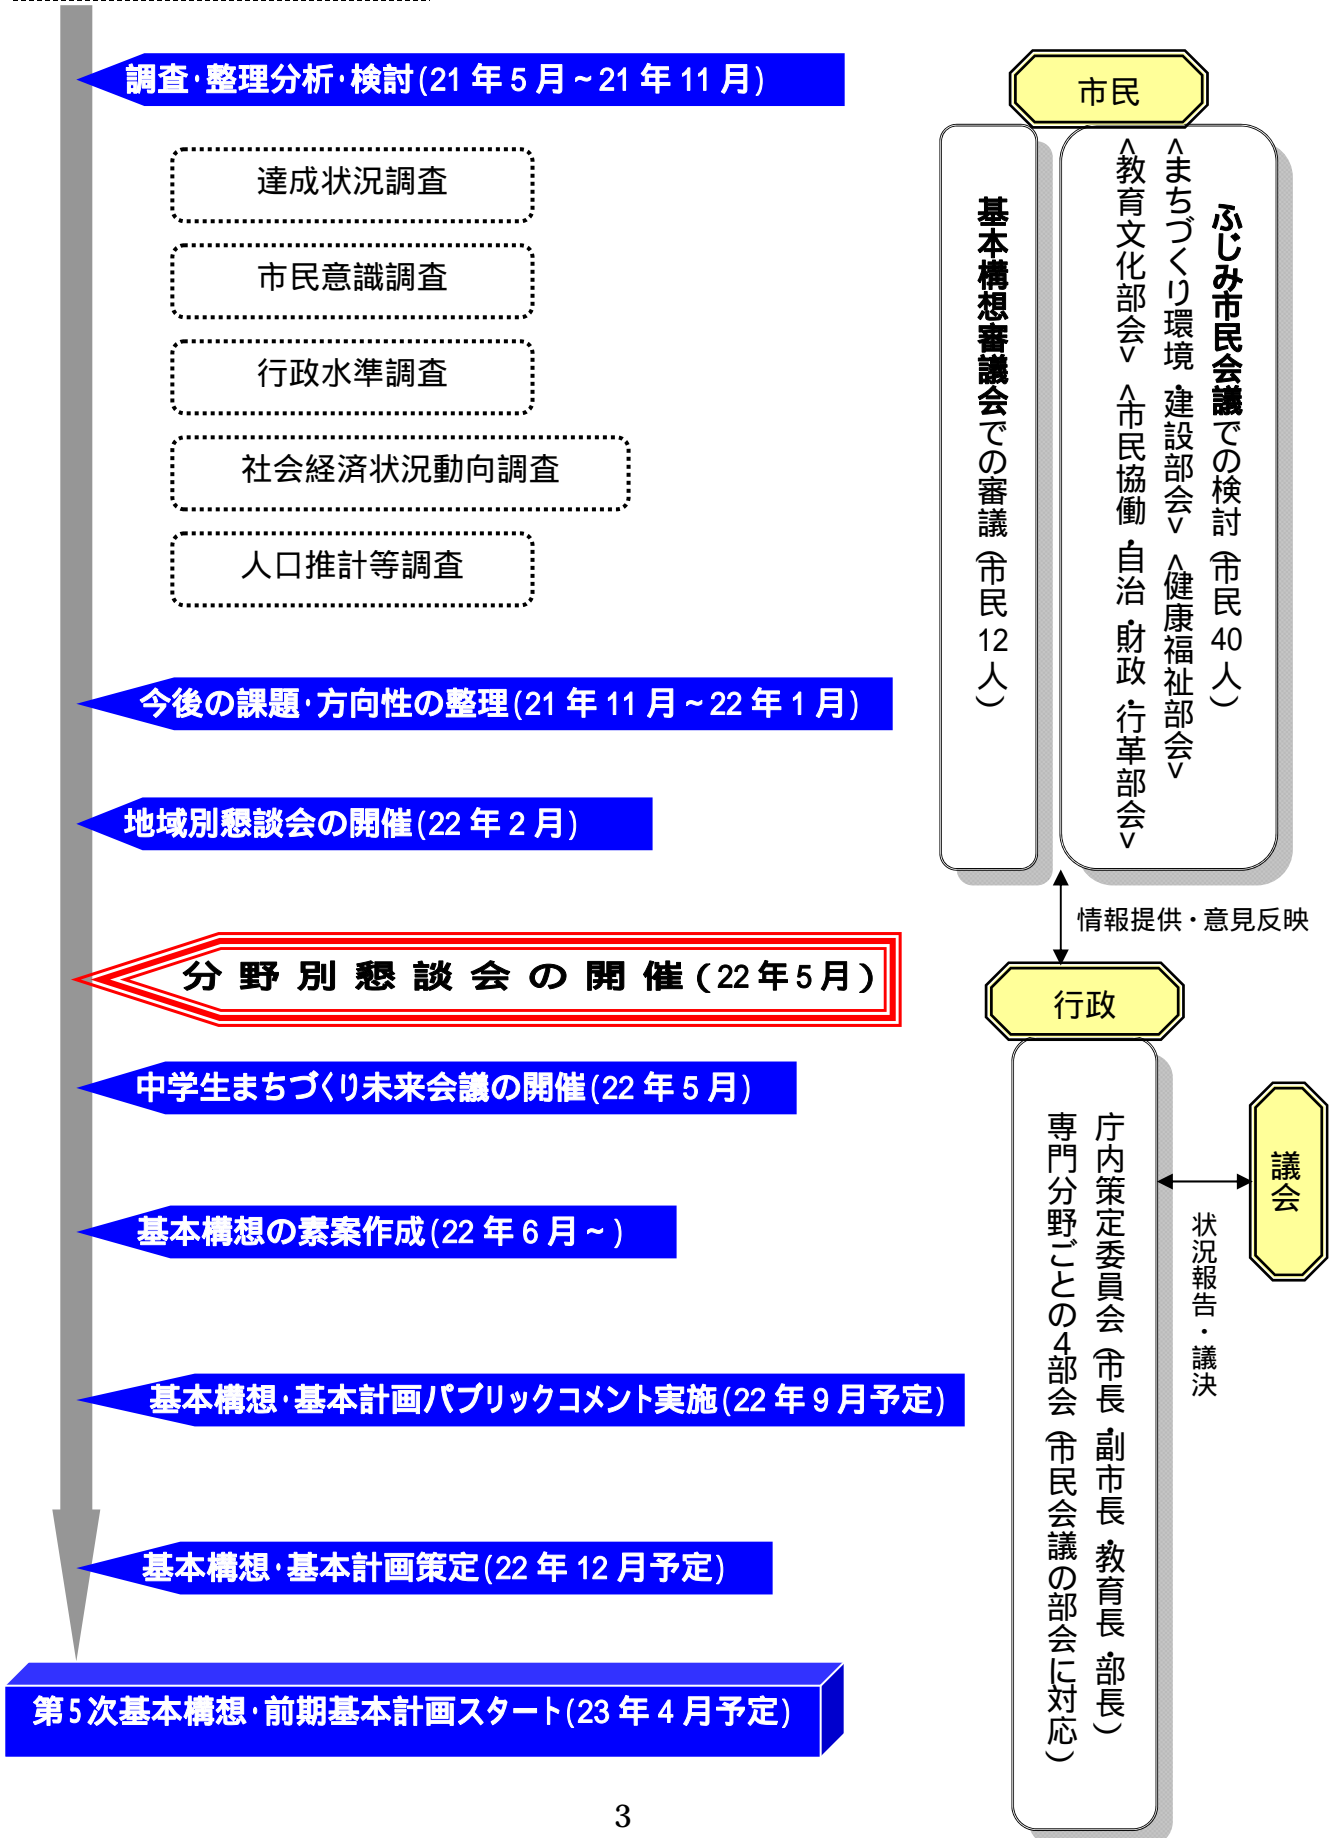 調査・整理分析・検討(21年5月~21年11月)
達成状況調査
市民意識調査
行政水準調査
社会経済状況動向調査
人口推計等調査
今後の課題・方向性の整理(21年11月~22年1月)
地域別懇談会の開催(22年2月)
分野別懇談会の開催(22年5月)
中学生まちづくり未来会議の開催(22年5月)
基本構想の素案作成(22年6月~)
基本構想・基本計画パブリックコメント実施(22年9月予定)
基本構想・基本計画策定(22年12月予定)
第5次基本構想・前期基本計画スタート(23年4月予定)
市民
ふじみ市民会議での検討(市民40人)
<まちづくり環境・建設部会> <健康福祉部会>
<教育文化部会> <市民協働・自治・財政・行革部会>
基本構想審議会での審議(市民12人)
情報提供・意見反映
行政
庁内策定委員会(市長・副市長・教育長・部長)
専門分野ごとの4部会(市民会議の部会に対応)
議会
状況報告・議決
3